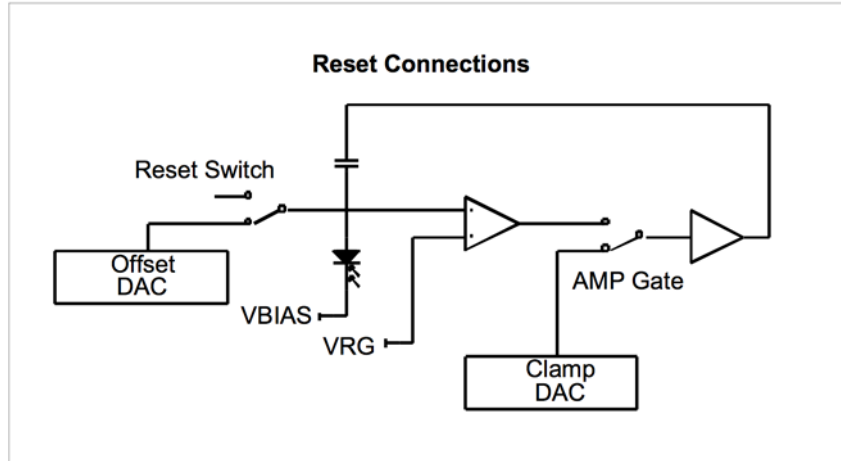 Reset Connections
Reset Switch
Offset
DAC
VBIAS
VRG
AMP Gate
Clamp
DAC